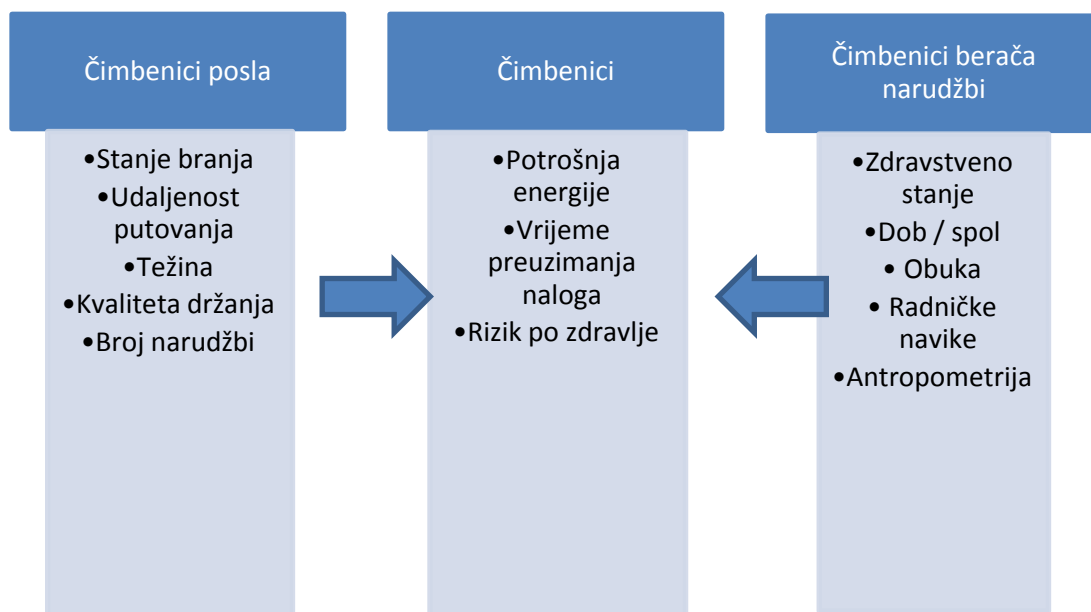 Čimbenici posla
•Stanje branja
•Udaljenost
putovanja
•Težina
•Kvaliteta držanja
•Broj narudžbi
Čimbenici
•Potrošnja
energije
•Vrijeme
preuzimanja
naloga
•Rizik po zdravlje
Čimbenici berača
narudžbi
•Zdravstveno
stanje
•Dob / spol
• Obuka
• Radničke
navike
•Antropometrija